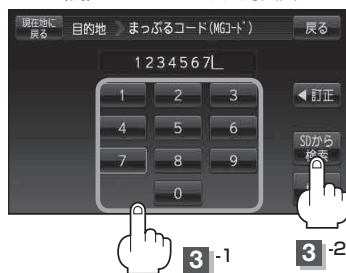 現在地に
戻る
目的地 まっぷるコード(MGｺｰﾄﾞ)
戻る
1234567
1 2 3
◀訂正
4 5 6
SDから
検索
7 8 9
0
3 -1
3 -2